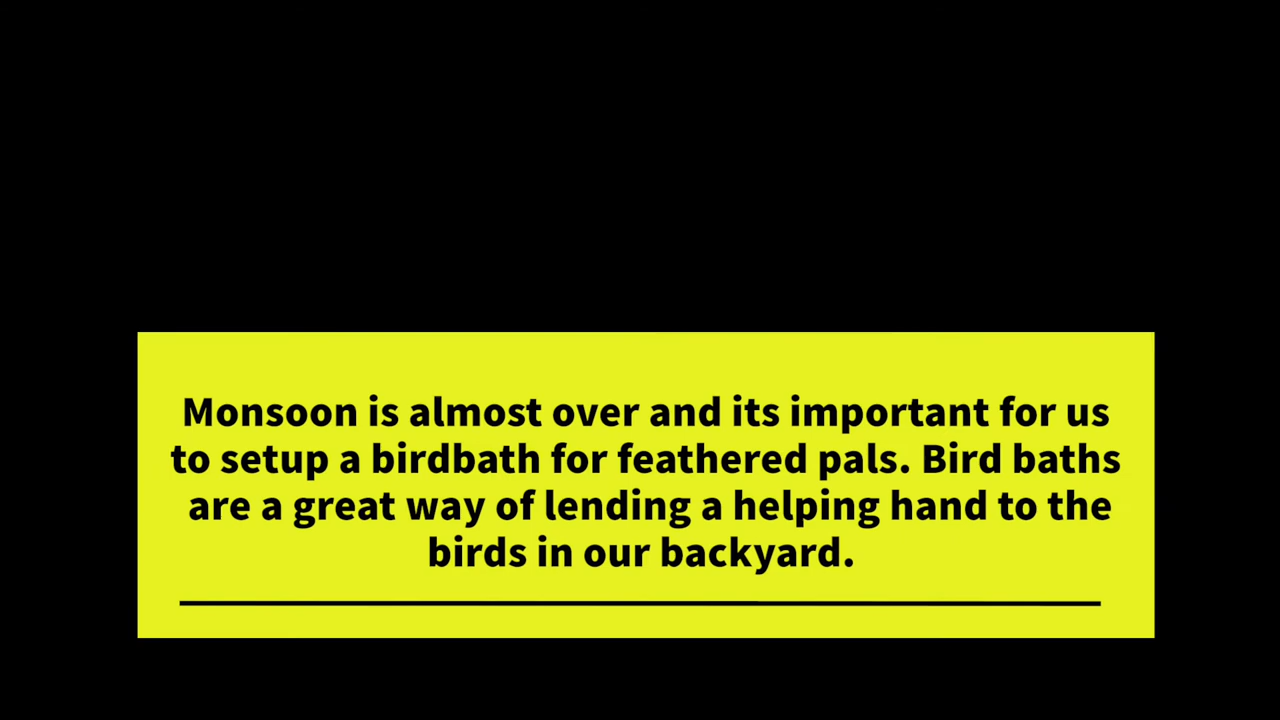 Monsoon is almost over and its important for us
to setup a birdbath for feathered pals. Bird baths
are a great way of lending a helping hand to the
birds in our backyard.